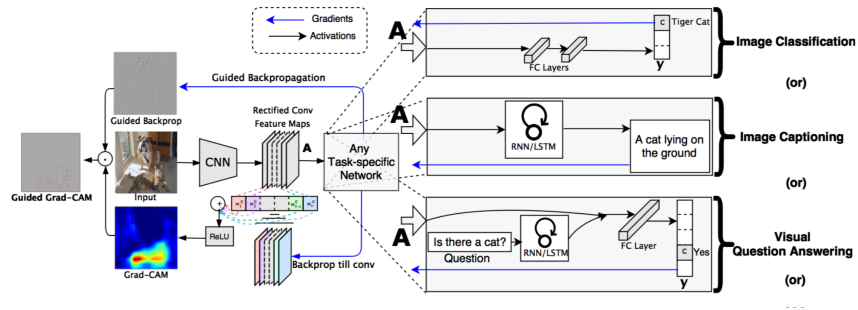 Gradients
Activations
A
c
Tiger Cat
FC Layers
y
Image Classification
(or)
Guided Backpropagation
Guided Backprop
Rectified Conv
Feature Maps
A
Any
Task-specific
Network
CNN
Input
Guided Grad-CAM
A
RNN/LSTM
A cat lying on
the ground
Image Captioning
(or)
+
ReLU
Grad-CAM
Backprop till conv
A
Is there a cat?
Question
RNN/LSTM
FC Layer
c
Yes
y
Visual
Question Answering
(or)